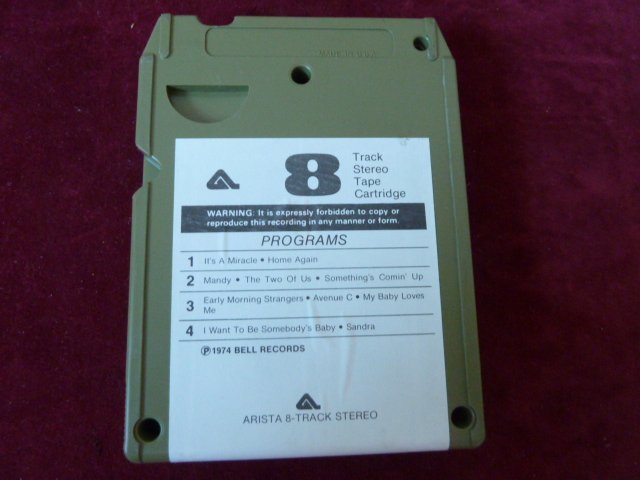 MADE IN U.S.A.
8 Track
Stereo
Tape
Cartridge
WARNING: It is expressly forbidden to copy or
reproduce this recording in any manner or form.
PROGRAMS
1 It's A Miracle • Home Again
2 Mandy • The Two Of Us • Something's Comin' Up
3 Early Morning Strangers • Avenue C • My Baby Loves
Me
4 I Want To Be Somebody's Baby • Sandra
℗1974 BELL RECORDS
ARISTA 8-TRACK STEREO